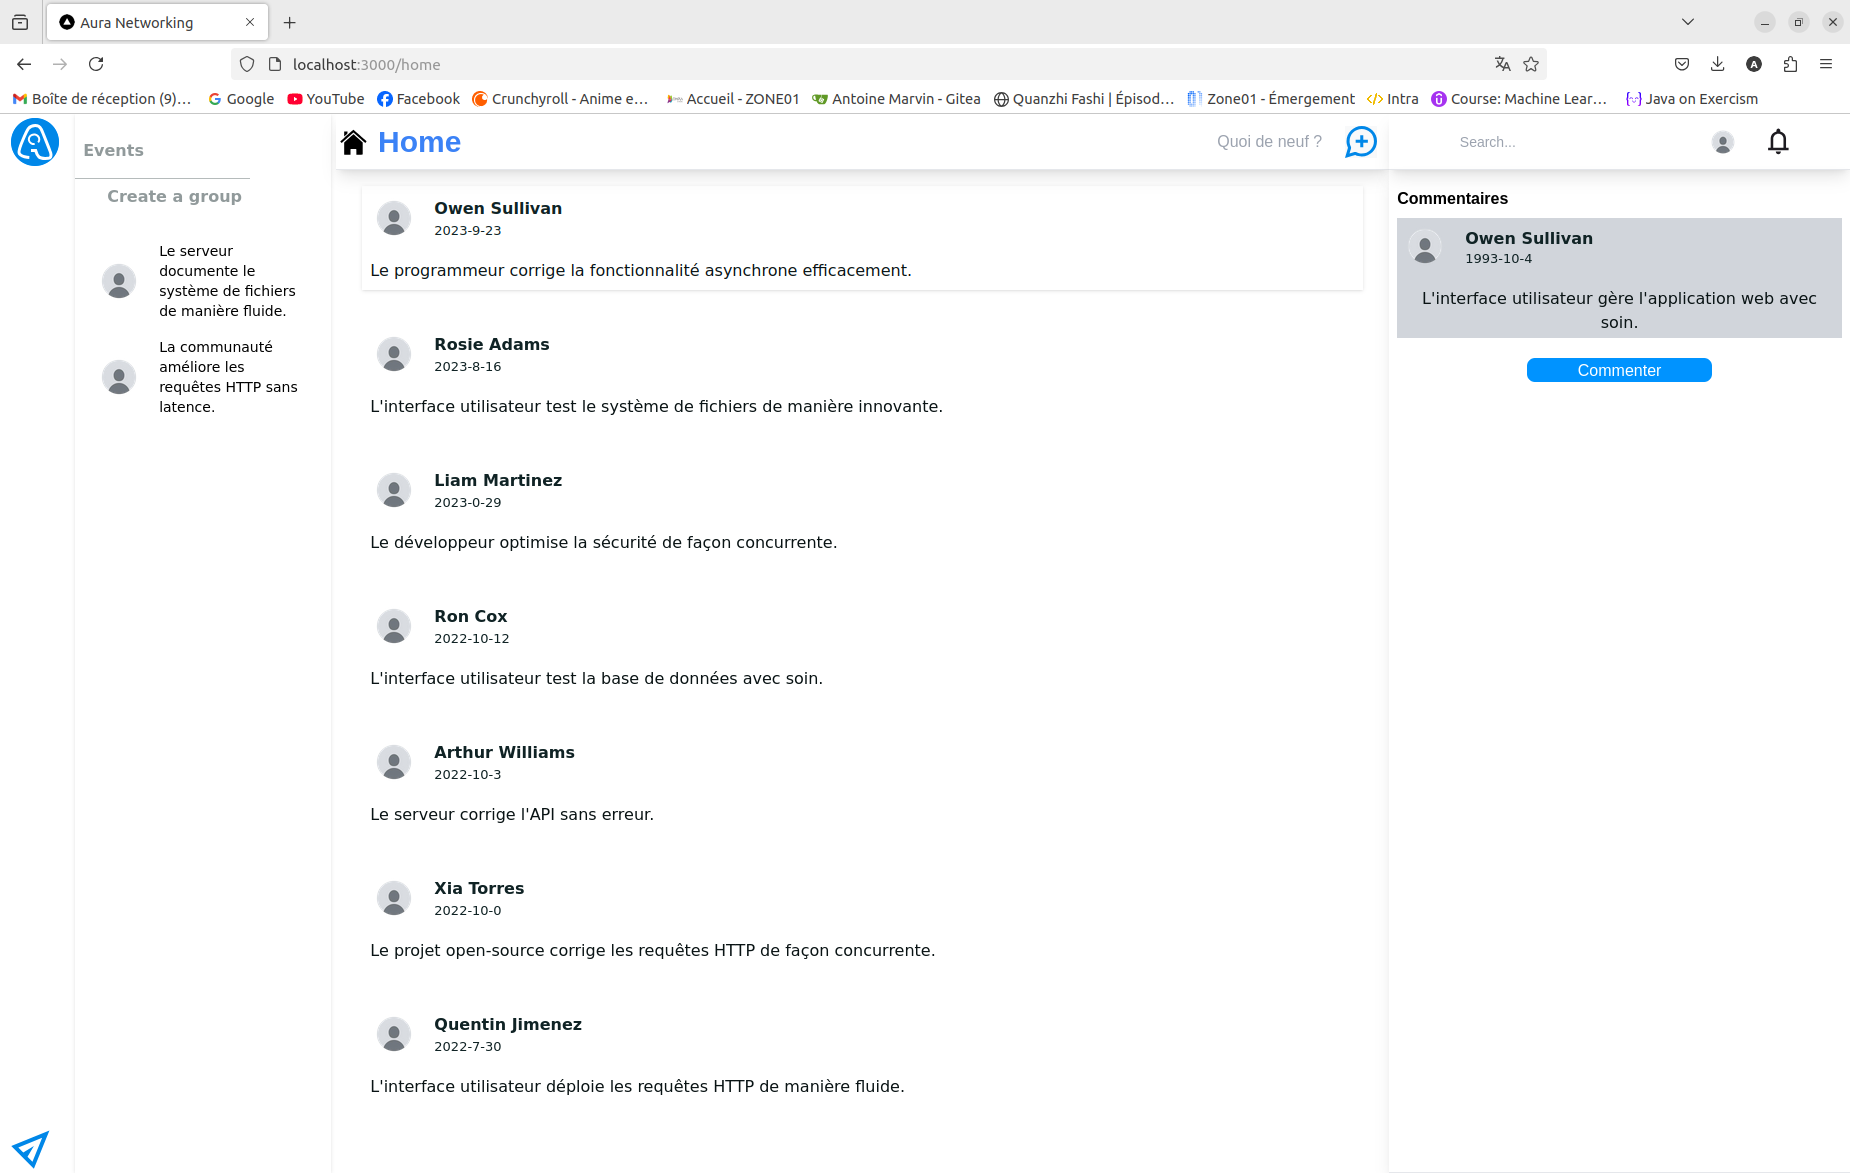 Aura Networking
localhost:3000/home
Boîte de réception (9)… Google YouTube Facebook Crunchyroll - Anime e… Accueil - ZONE01 Antoine Marvin - Gitea Quanzhi Fashi | Épisod… Zone01 - Émergement Intra Course: Machine Lear… Java on Exercism
Events
Create a group
Le serveur
documente le
système de fichiers
de manière fluide.
La communauté
améliore les
requêtes HTTP sans
latence.
Home
Quoi de neuf ?
Owen Sullivan
2023-9-23
Le programmeur corrige la fonctionnalité asynchrone efficacement.
Rosie Adams
2023-8-16
L'interface utilisateur test le système de fichiers de manière innovante.
Liam Martinez
2023-0-29
Le développeur optimise la sécurité de façon concurrente.
Ron Cox
2022-10-12
L'interface utilisateur test la base de données avec soin.
Arthur Williams
2022-10-3
Le serveur corrige l'API sans erreur.
Xia Torres
2022-10-0
Le projet open-source corrige les requêtes HTTP de façon concurrente.
Quentin Jimenez
2022-7-30
L'interface utilisateur déploie les requêtes HTTP de manière fluide.
Search...
Commentaires
Owen Sullivan
1993-10-4
L'interface utilisateur gère l'application web avec
soin.
Commenter